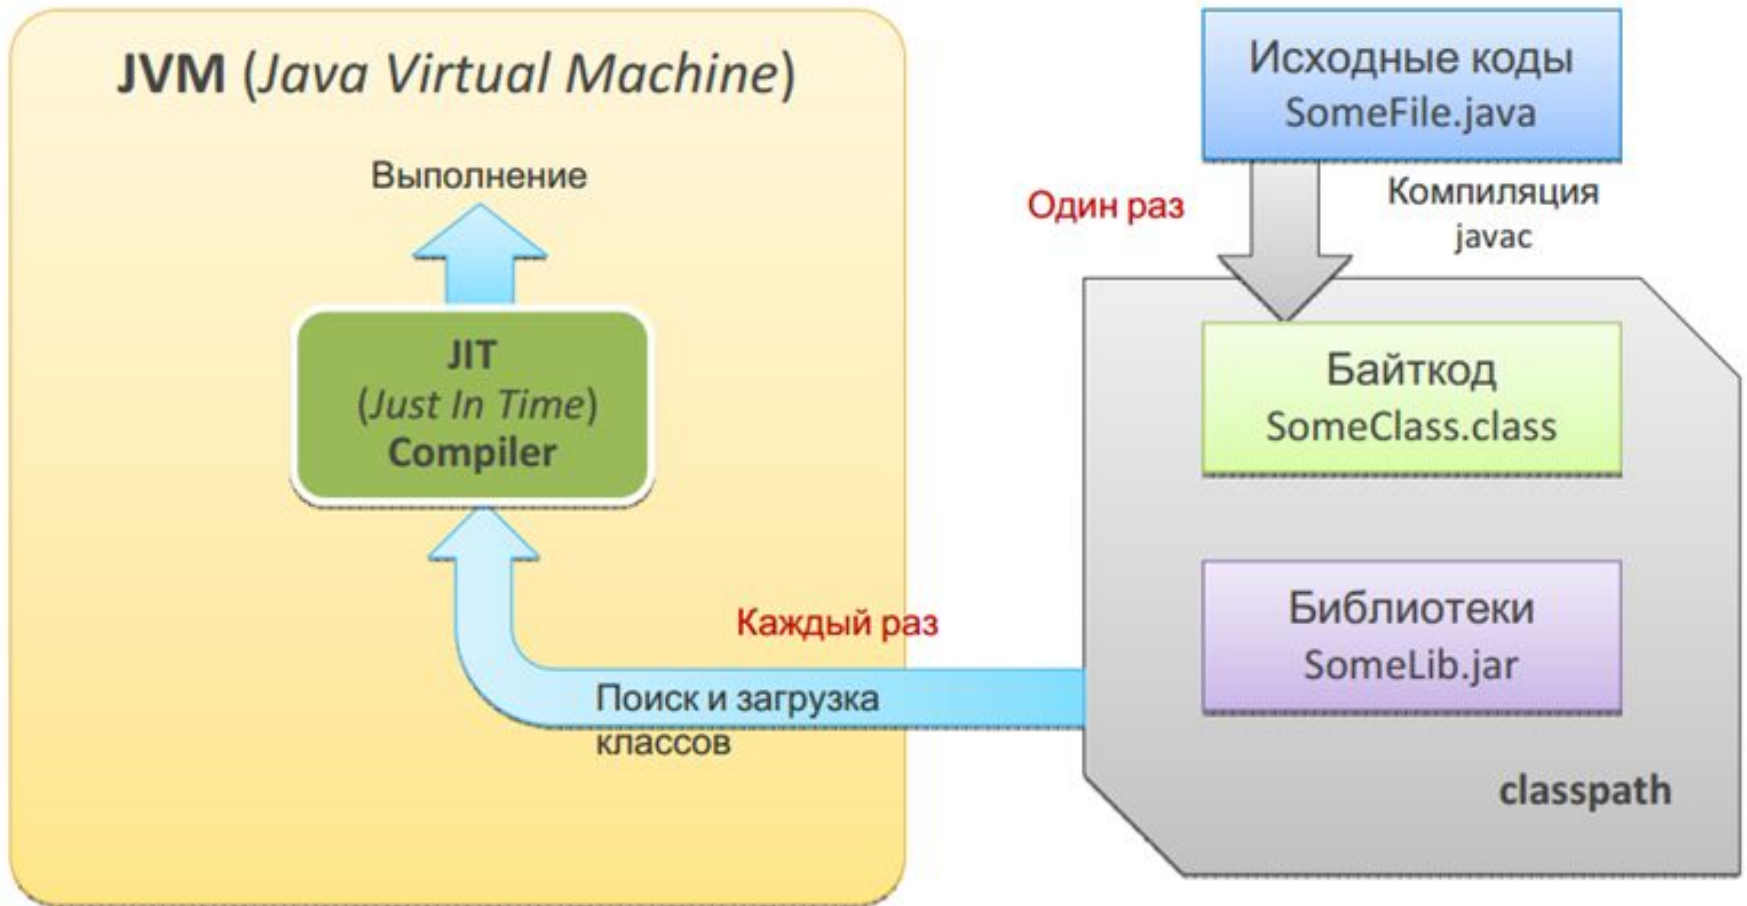 JVM (Java Virtual Machine)
Выполнение
JIT
(Just In Time)
Compiler
Каждый раз
Поиск и загрузка
классов
Исходные коды
SomeFile.java
Один раз
Компиляция
javac
Байткод
SomeClass.class
Библиотеки
SomeLib.jar
classpath